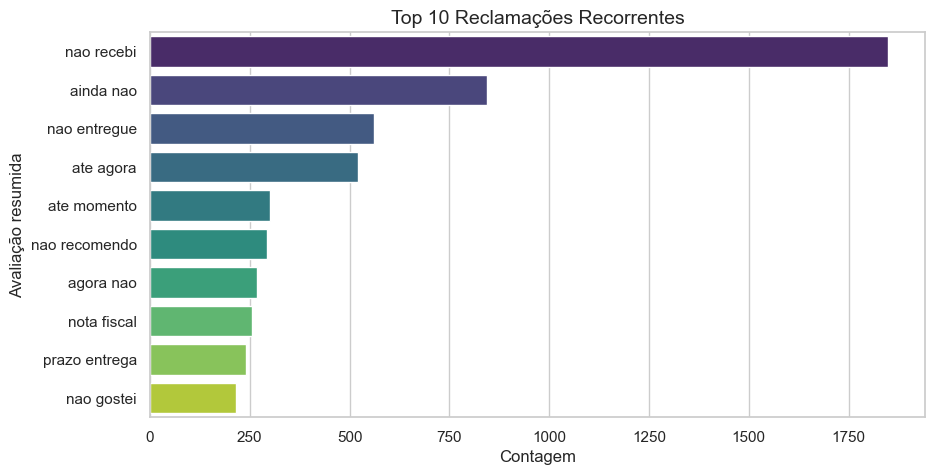 Top 10 Reclamações Recorrentes
Avaliação resumida
nao recebi
ainda nao
nao entregue
ate agora
ate momento
nao recomendo
agora nao
nota fiscal
prazo entrega
nao gostei
0 250 500 750 1000 1250 1500 1750
Contagem